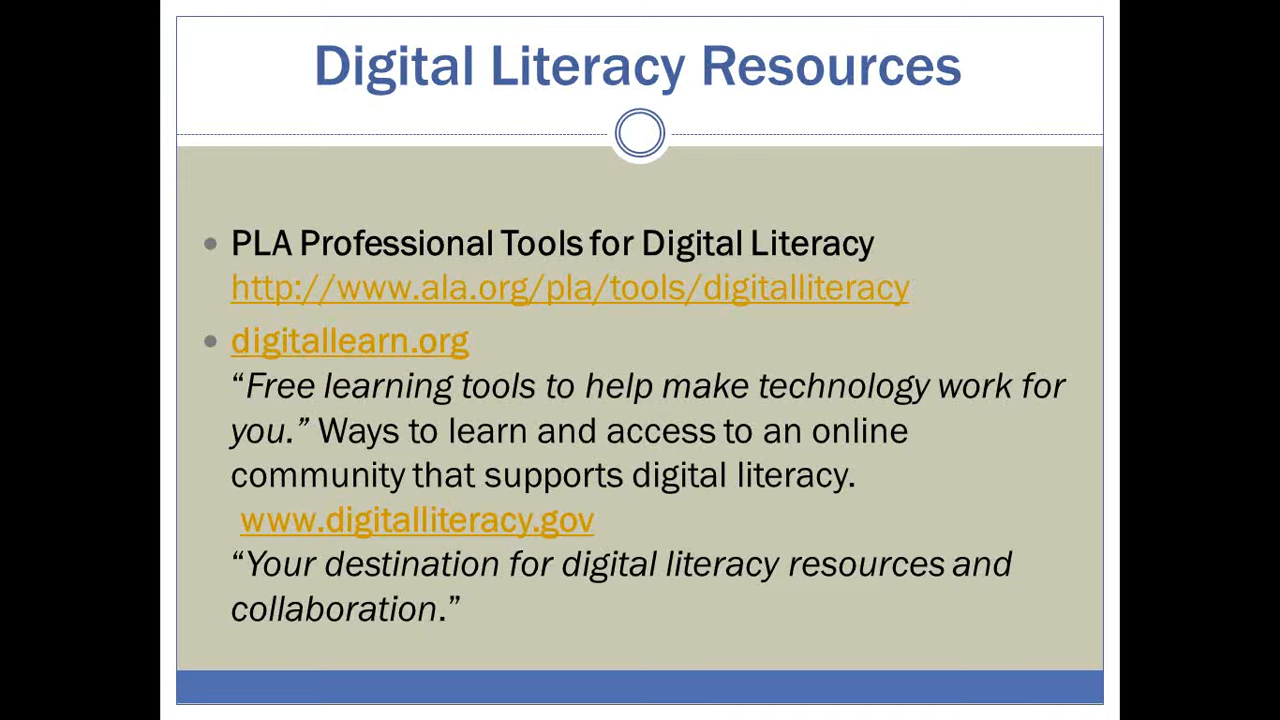 Digital Literacy Resources
PLA Professional Tools for Digital Literacy
http://www.ala.org/pla/tools/digitalliteracy
digitallearn.org
“Free learning tools to help make technology work for
you.” Ways to learn and access to an online
community that supports digital literacy.
www.digitalliteracy.gov
“Your destination for digital literacy resources and
collaboration.”